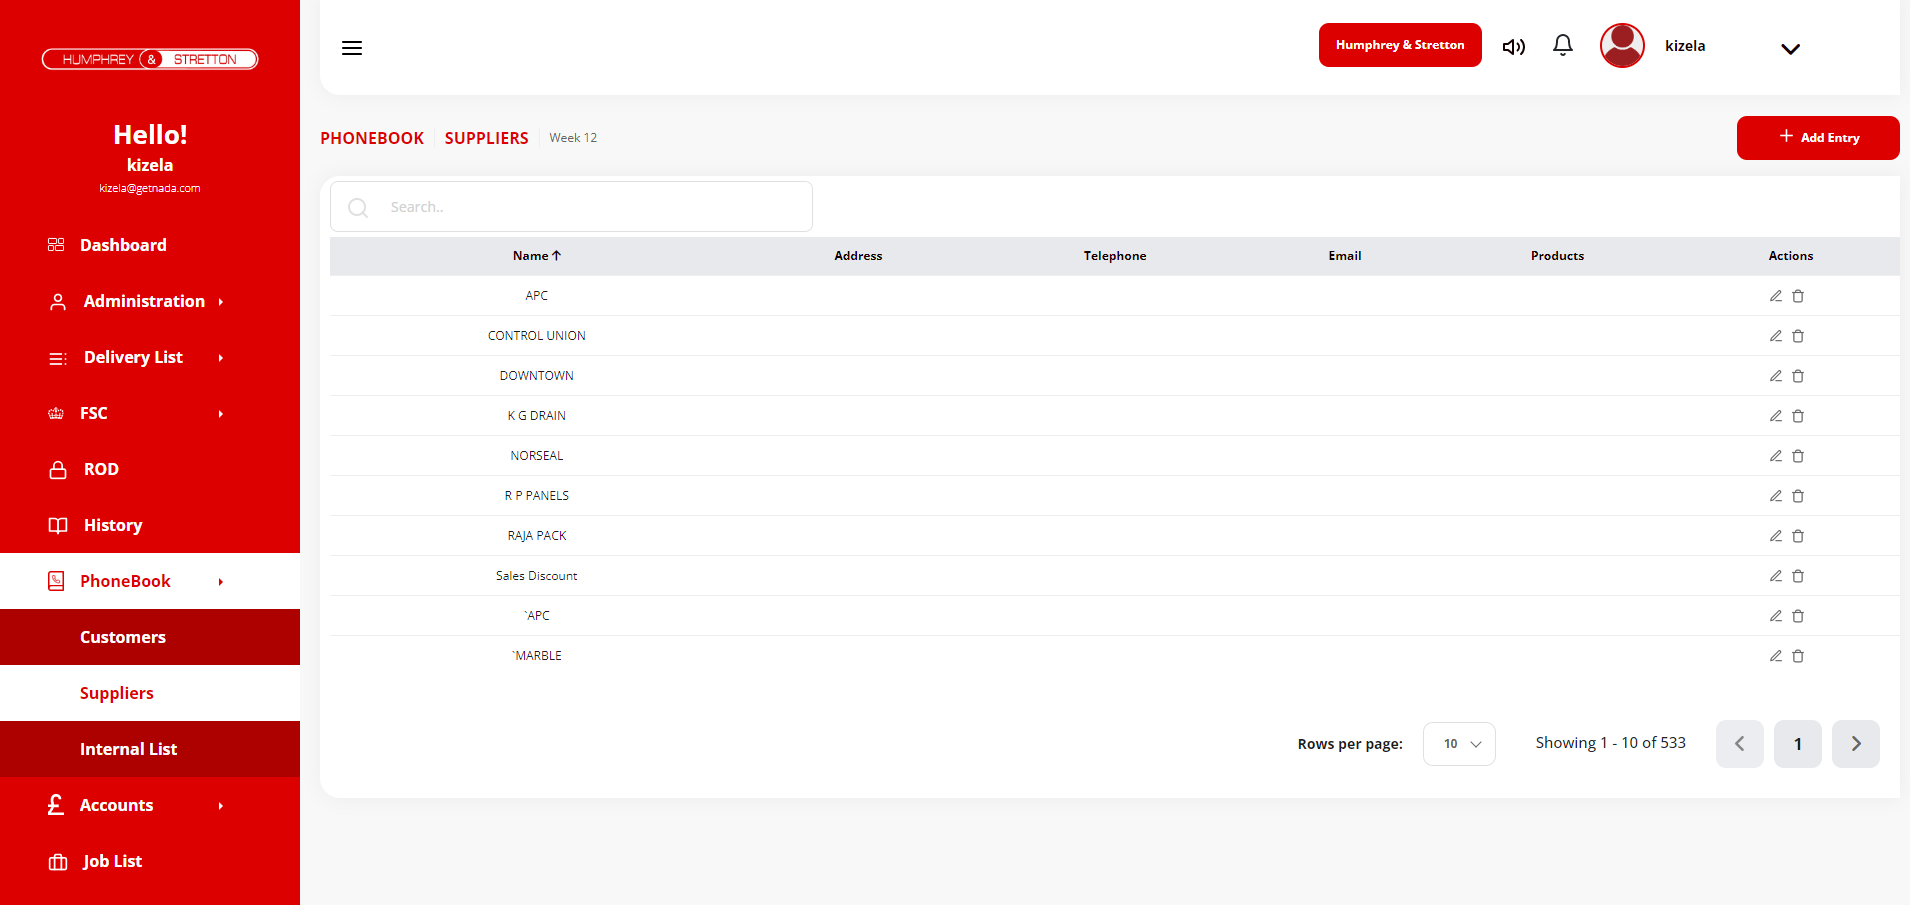 HUMPHREY & STRETTON
Hello!
kizela
kizela@getnada.com
Dashboard
Administration
Delivery List
FSC
ROD
History
PhoneBook
Customers
Suppliers
Internal List
£ Accounts
Job List
Humphrey & Stretton
kizela
PHONEBOOK SUPPLIERS Week 12
+ Add Entry
Search..
Name Address Telephone Email Products Actions
APC
CONTROL UNION
DOWNTOWN
K G DRAIN
NORSEAL
R P PANELS
RAJA PACK
Sales Discount
`APC
`MARBLE
Rows per page: 10 Showing 1 - 10 of 533 1